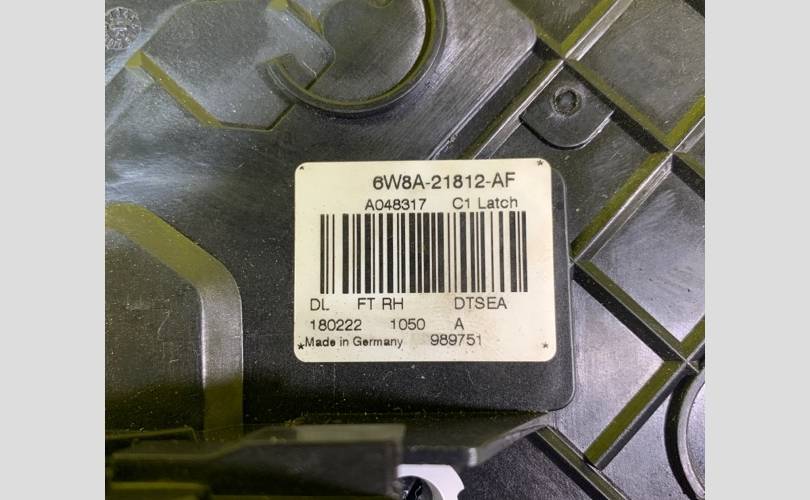 6W8A-21812-AF
A048317 C1 Latch
DL FT RH DTSEA
180222 1050 A
Made in Germany 989751